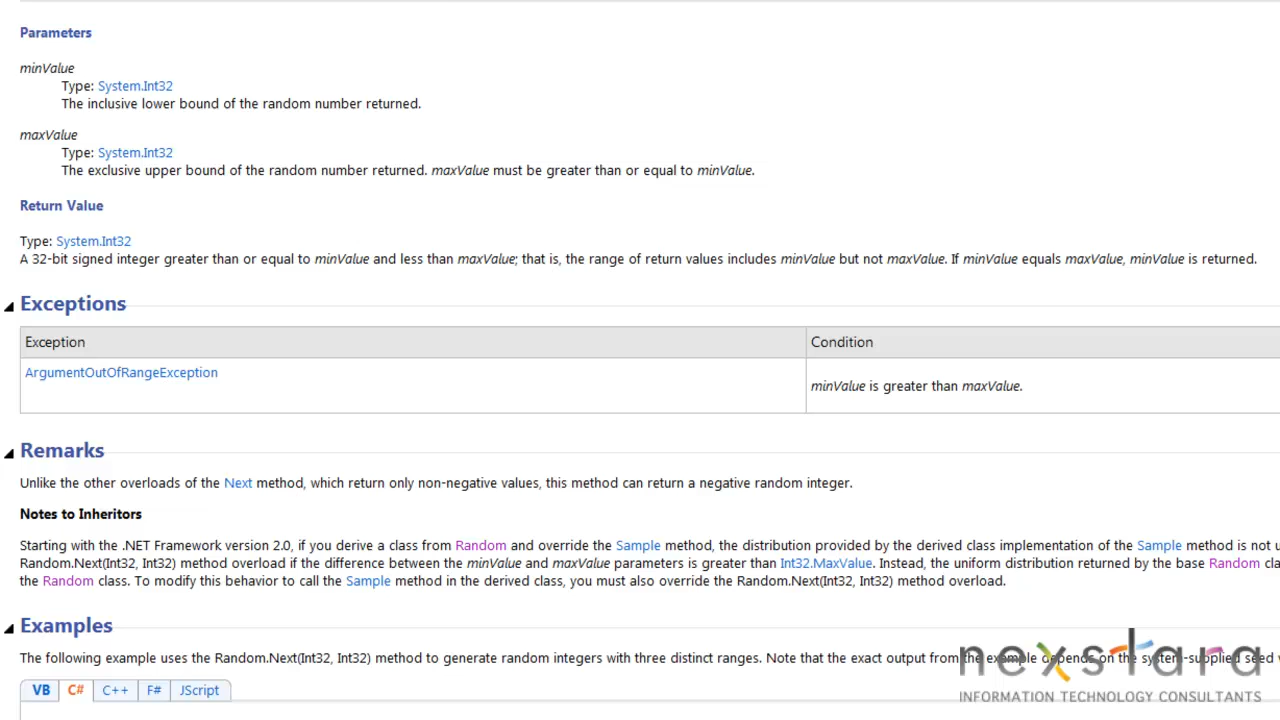 Parameters
minValue
Type: System.Int32
The inclusive lower bound of the random number returned.
maxValue
Type: System.Int32
The exclusive upper bound of the random number returned. maxValue must be greater than or equal to minValue.
Return Value
Type: System.Int32
A 32-bit signed integer greater than or equal to minValue and less than maxValue; that is, the range of return values includes minValue but not maxValue. If minValue equals maxValue, minValue is returned.
Exceptions
Exception Condition
ArgumentOutOfRangeException
minValue is greater than maxValue.
Remarks
Unlike the other overloads of the Next method, which return only non-negative values, this method can return a negative random integer.
Notes to Inheritors
Starting with the .NET Framework version 2.0, if you derive a class from Random and override the Sample method, the distribution provided by the derived class implementation of the Sample method is not
Random.Next(Int32, Int32) method overload if the difference between the minValue and maxValue parameters is greater than Int32.MaxValue. Instead, the uniform distribution returned by the base Random
the Random class. To modify this behavior to call the Sample method in the derived class, you must also override the Random.Next(Int32, Int32) method overload.
Examples
The following example uses the Random.Next(Int32, Int32) method to generate random integers with three distinct ranges. Note that the exact output from the example depends on the system-supplied seed
VB C# C++ F# JScript
nexstara
INFORMATION TECHNOLOGY CONSULTANTS